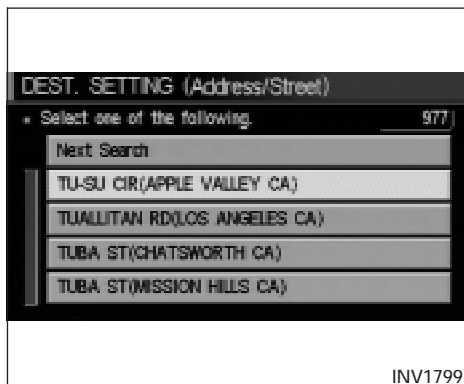 DEST. SETTING (Address/Street)
Select one of the following. 977
Next Search
TU-SU CIR(APPLE VALLEY CA)
TUALLITAN RD(LOS ANGELES CA)
TUBA ST(CHATSWORTH CA)
TUBA ST(MISSION HILLS CA)
INV1799